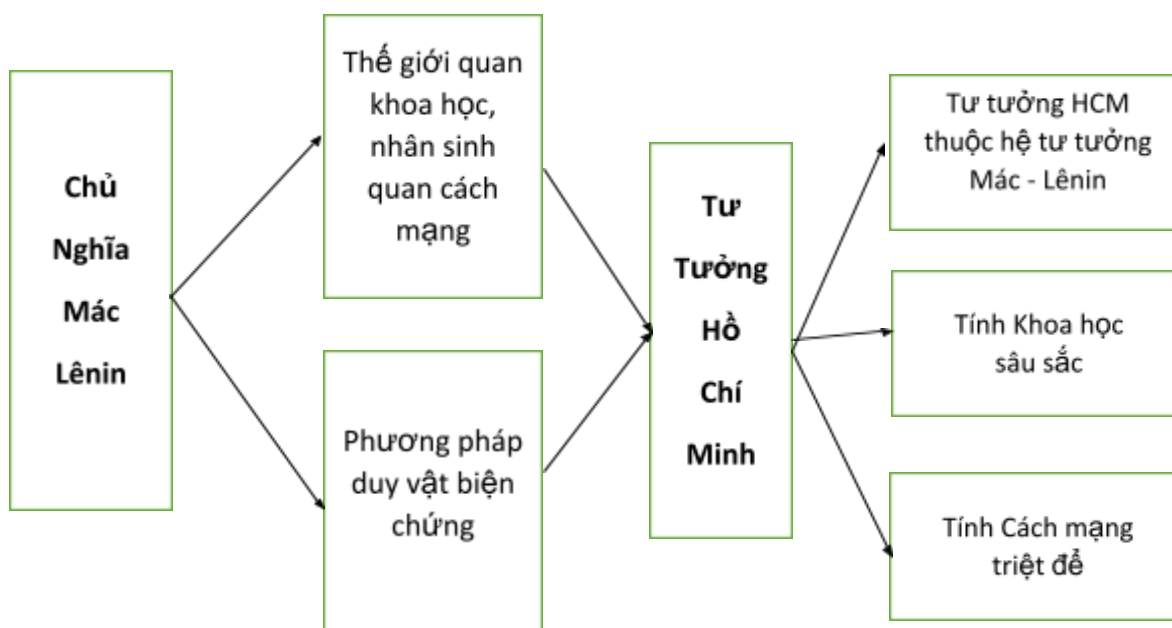 Chủ
Nghĩa
Mác
Lênin
Thế giới quan
khoa học,
nhân sinh
quan cách
mạng
Phương pháp
duy vật biện
chứng
Tư
Tưởng
Hồ
Chí
Minh
Tư tưởng HCM
thuộc hệ tư tưởng
Mác - Lênin
Tính Khoa học
sâu sắc
Tính Cách mạng
triệt để